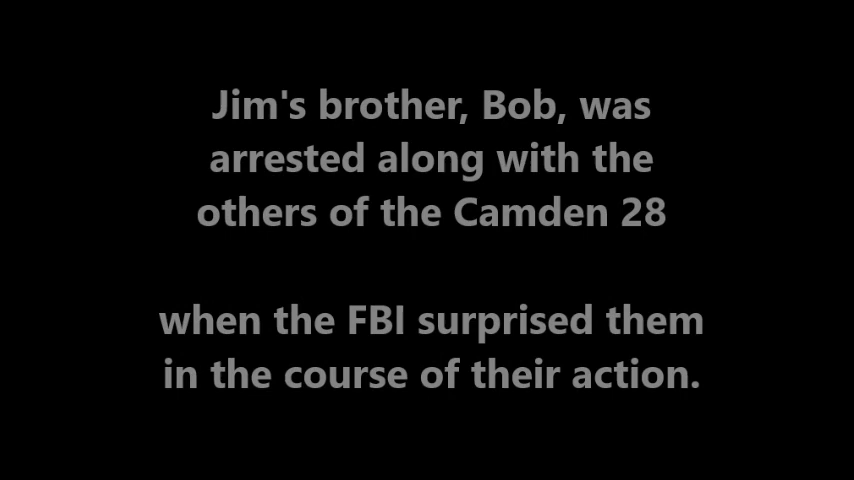 Jim's brother, Bob, was
arrested along with the
others of the Camden 28
when the FBI surprised them
in the course of their action.